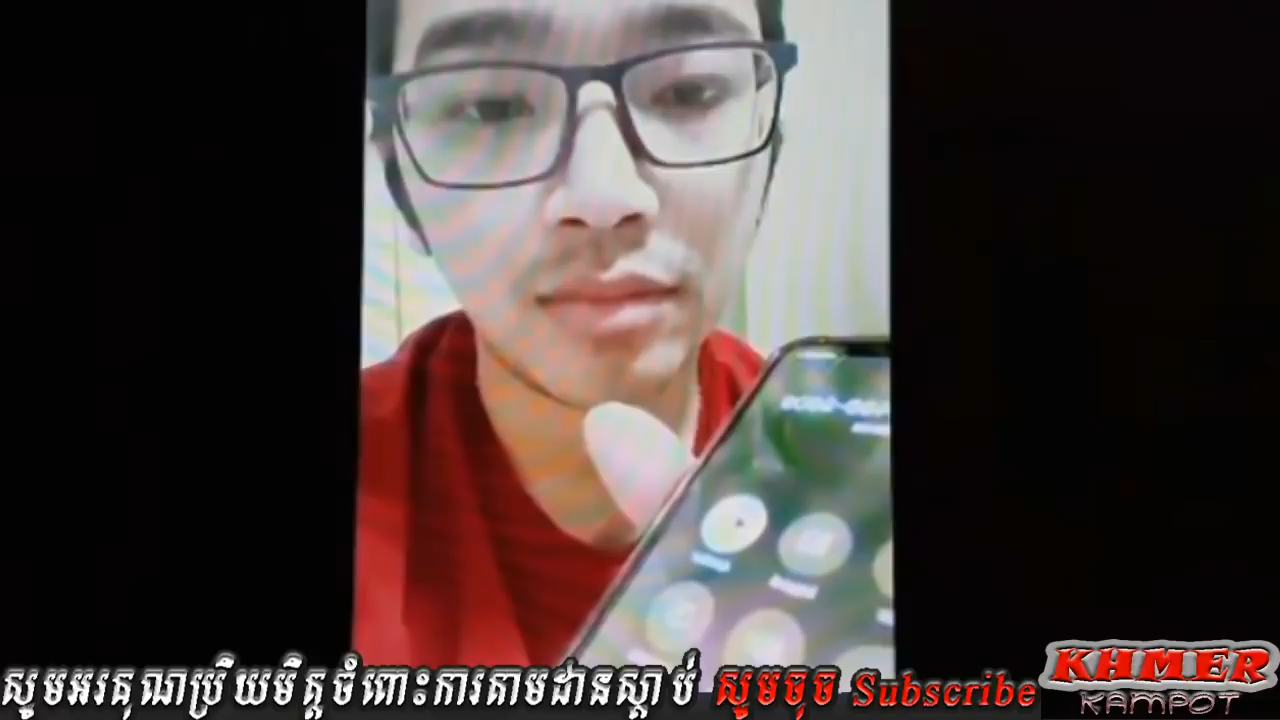 សូមអរគុណប្រិយមិត្តចំពោះការតាមដានស្តាប់ សូមចុច Subscribe
KHMER
KAMPOT